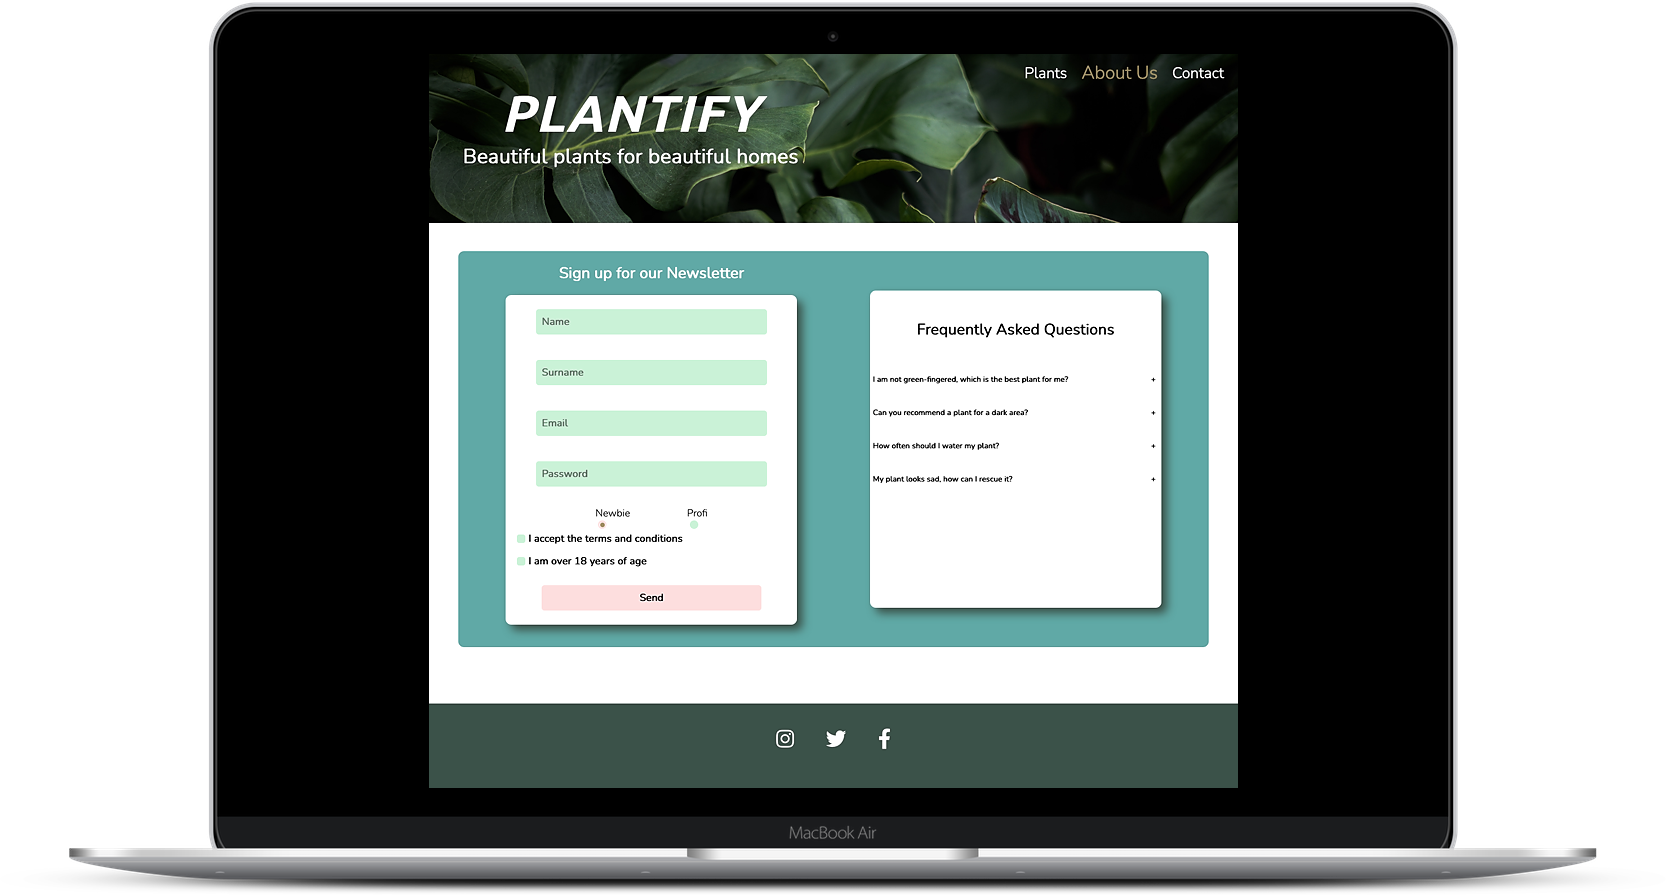 Plants About Us Contact
PLANTIFY
Beautiful plants for beautiful homes
Sign up for our Newsletter
Name
Surname
Email
Password
Newbie Profi
I accept the terms and conditions
I am over 18 years of age
Send
Frequently Asked Questions
I am not green-fingered, which is the best plant for me? +
Can you recommend a plant for a dark area? +
How often should I water my plant? +
My plant looks sad, how can I rescue it? +
MacBook Air